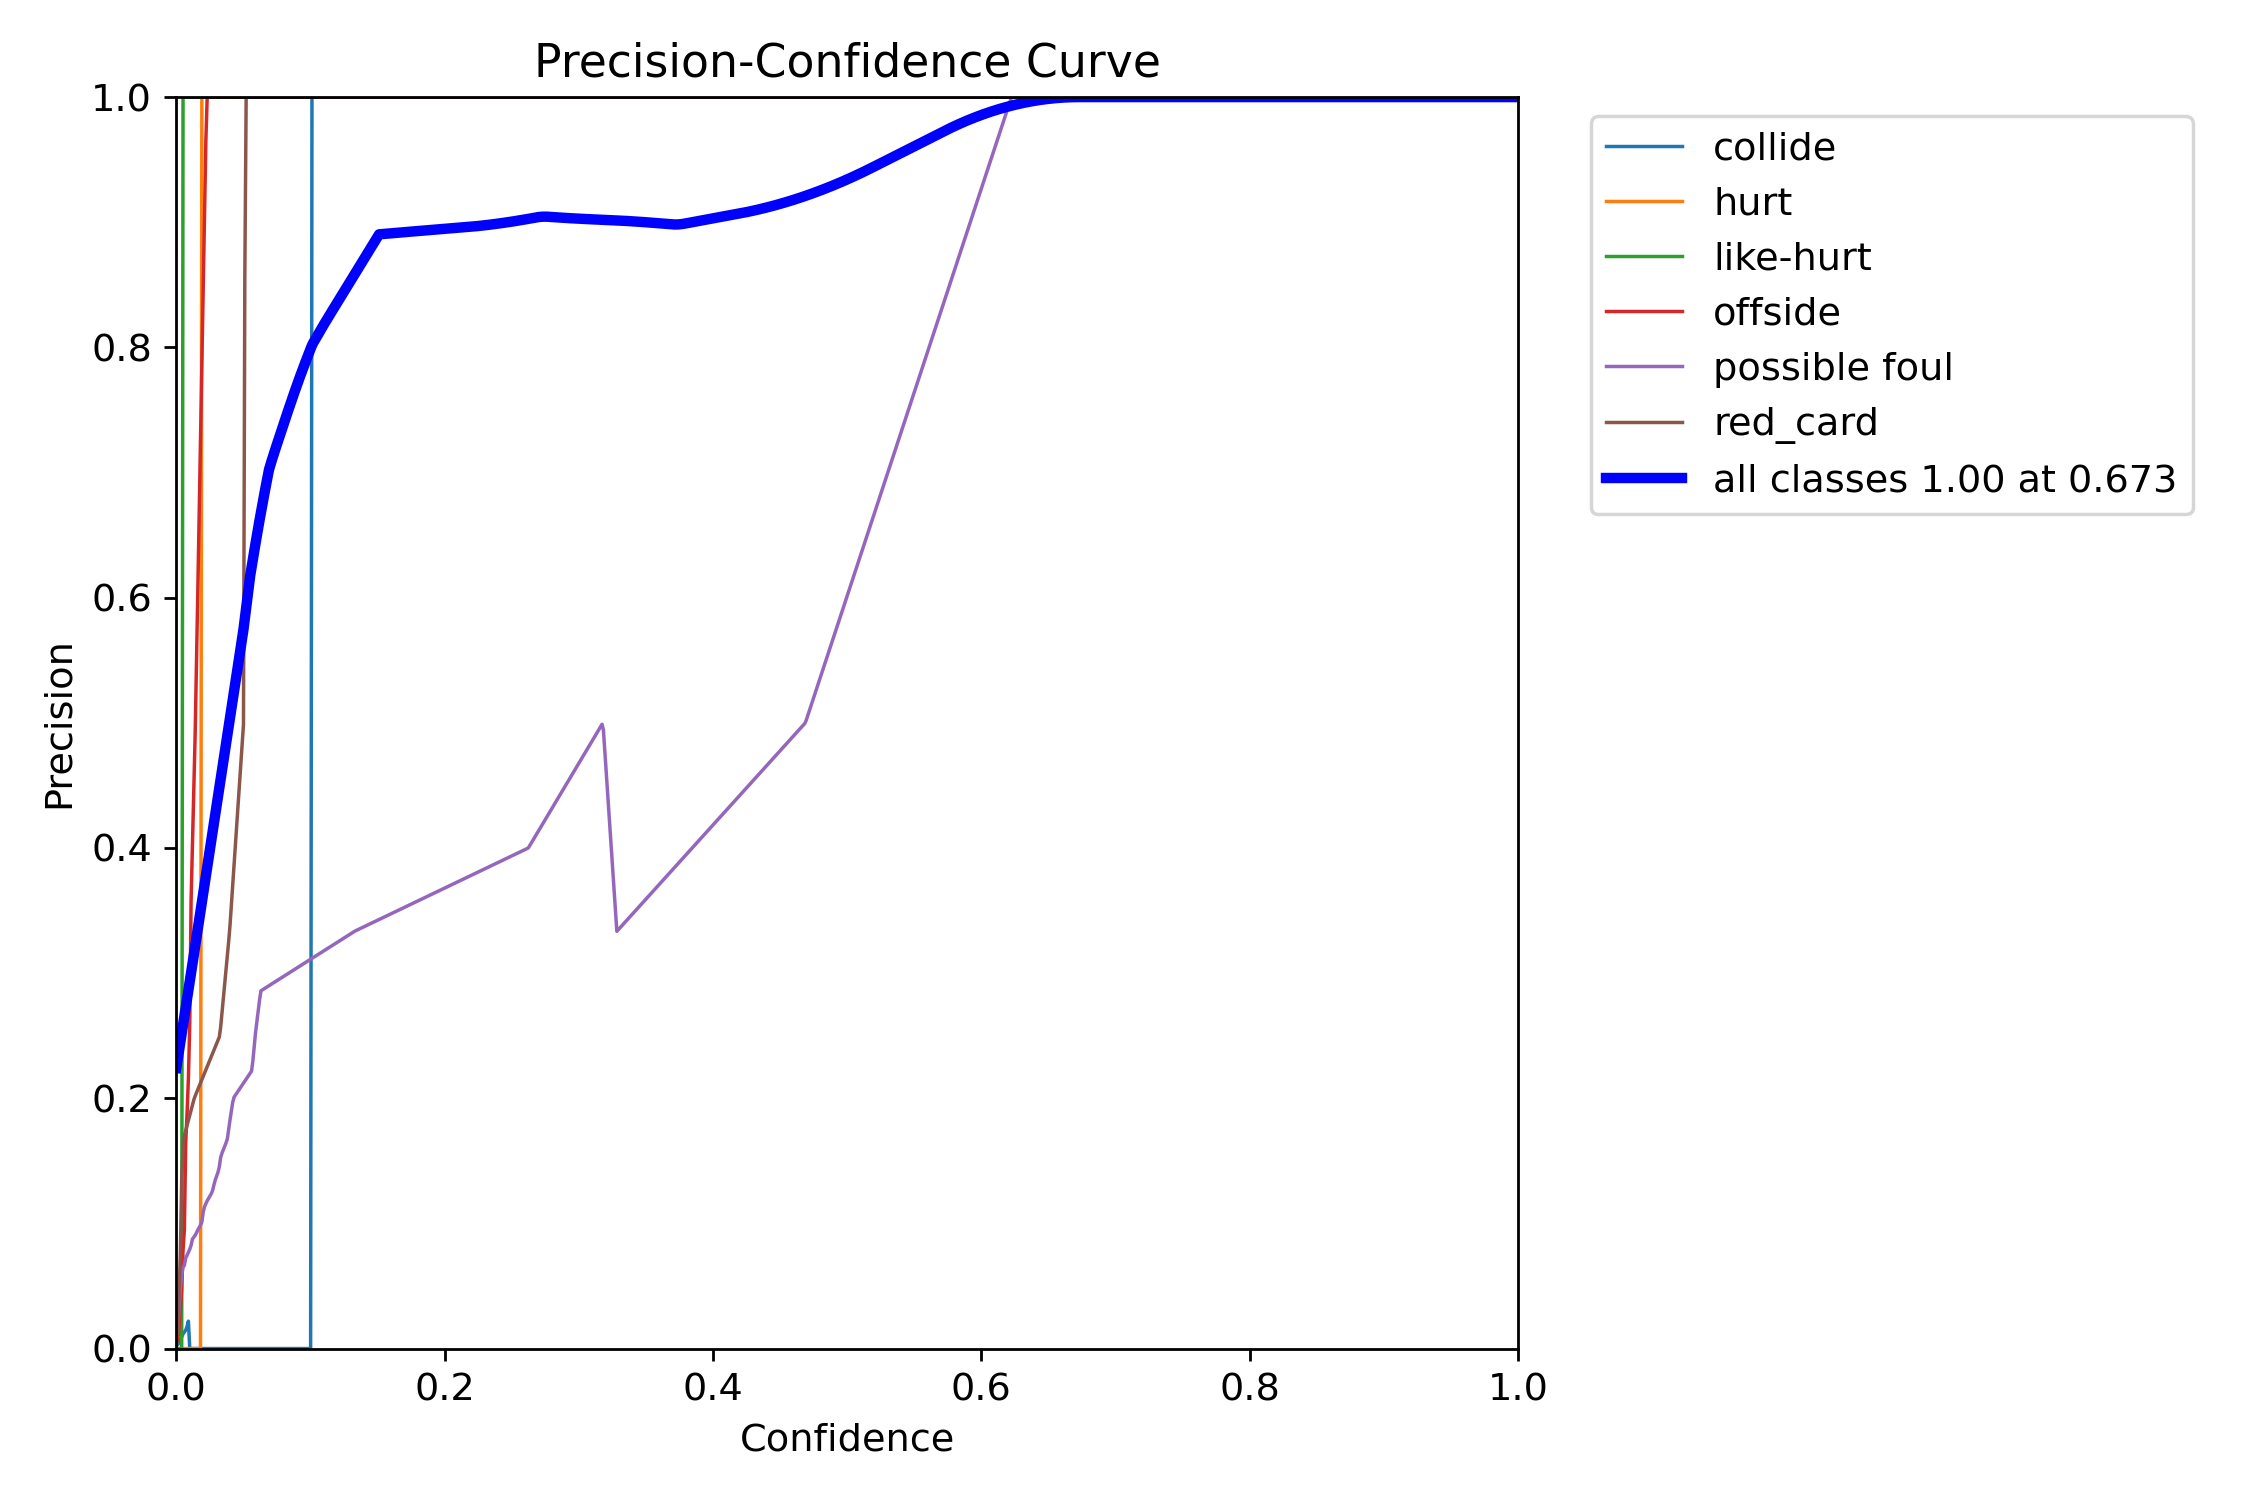 Precision-Confidence Curve
1.0
0.8
0.6
0.4
0.2
0.0
Precision
0.0 0.2 0.4 0.6 0.8 1.0
Confidence
collide
hurt
like-hurt
offside
possible foul
red_card
all classes 1.00 at 0.673